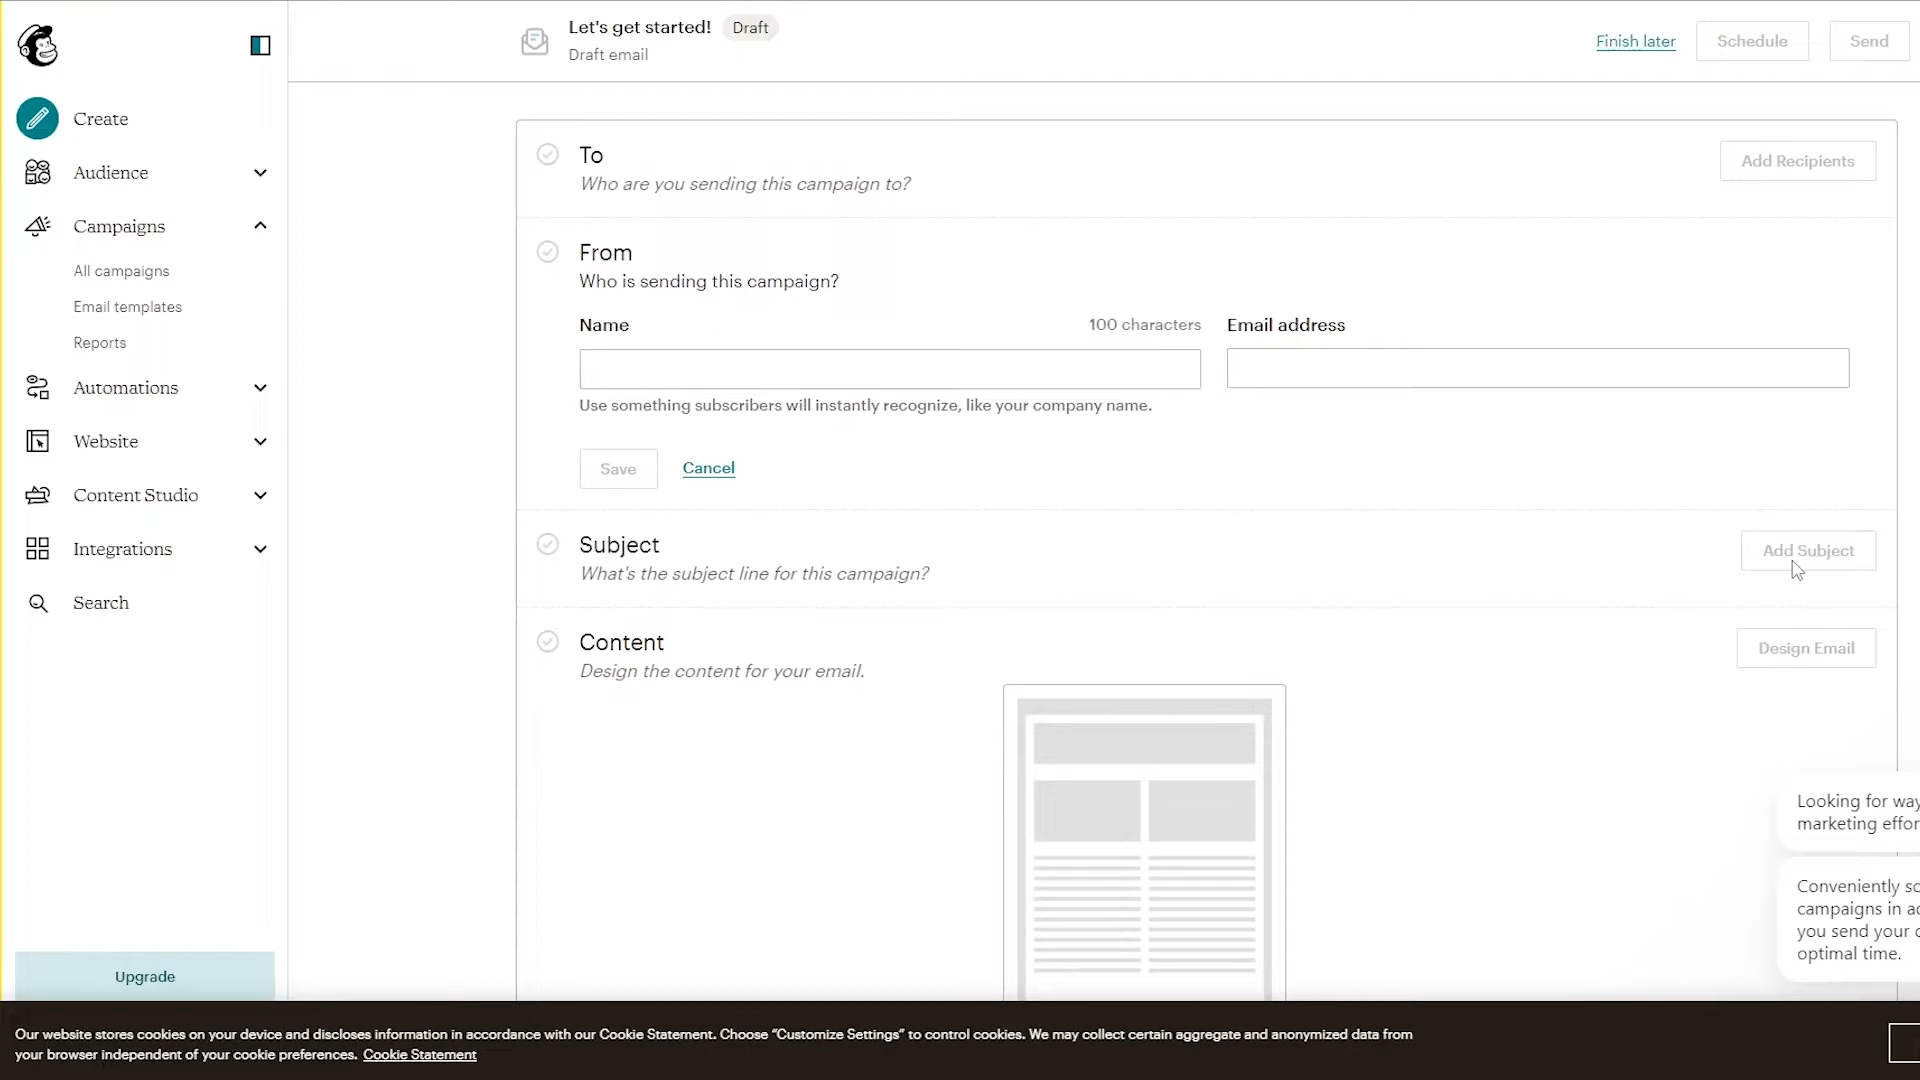 Let's get started! Draft
Draft email
Finish later
Schedule
Send
Create
Audience
Campaigns
All campaigns
Email templates
Reports
Automations
Website
Content Studio
Integrations
Search
Upgrade
To
Who are you sending this campaign to?
Add Recipients
From
Who is sending this campaign?
Name
100 characters
Email address
Use something subscribers will instantly recognize, like your company name.
Save
Cancel
Subject
What's the subject line for this campaign?
Add Subject
Content
Design the content for your email.
Design Email
Looking for
marketing
Conveniently
campaigns in
you send your
optimal time.
Our website stores cookies on your device and discloses information in accordance with our Cookie Statement. Choose “Customize Settings” to control cookies. We may collect certain aggregate and anonymized data from
your browser independent of your cookie preferences. Cookie Statement